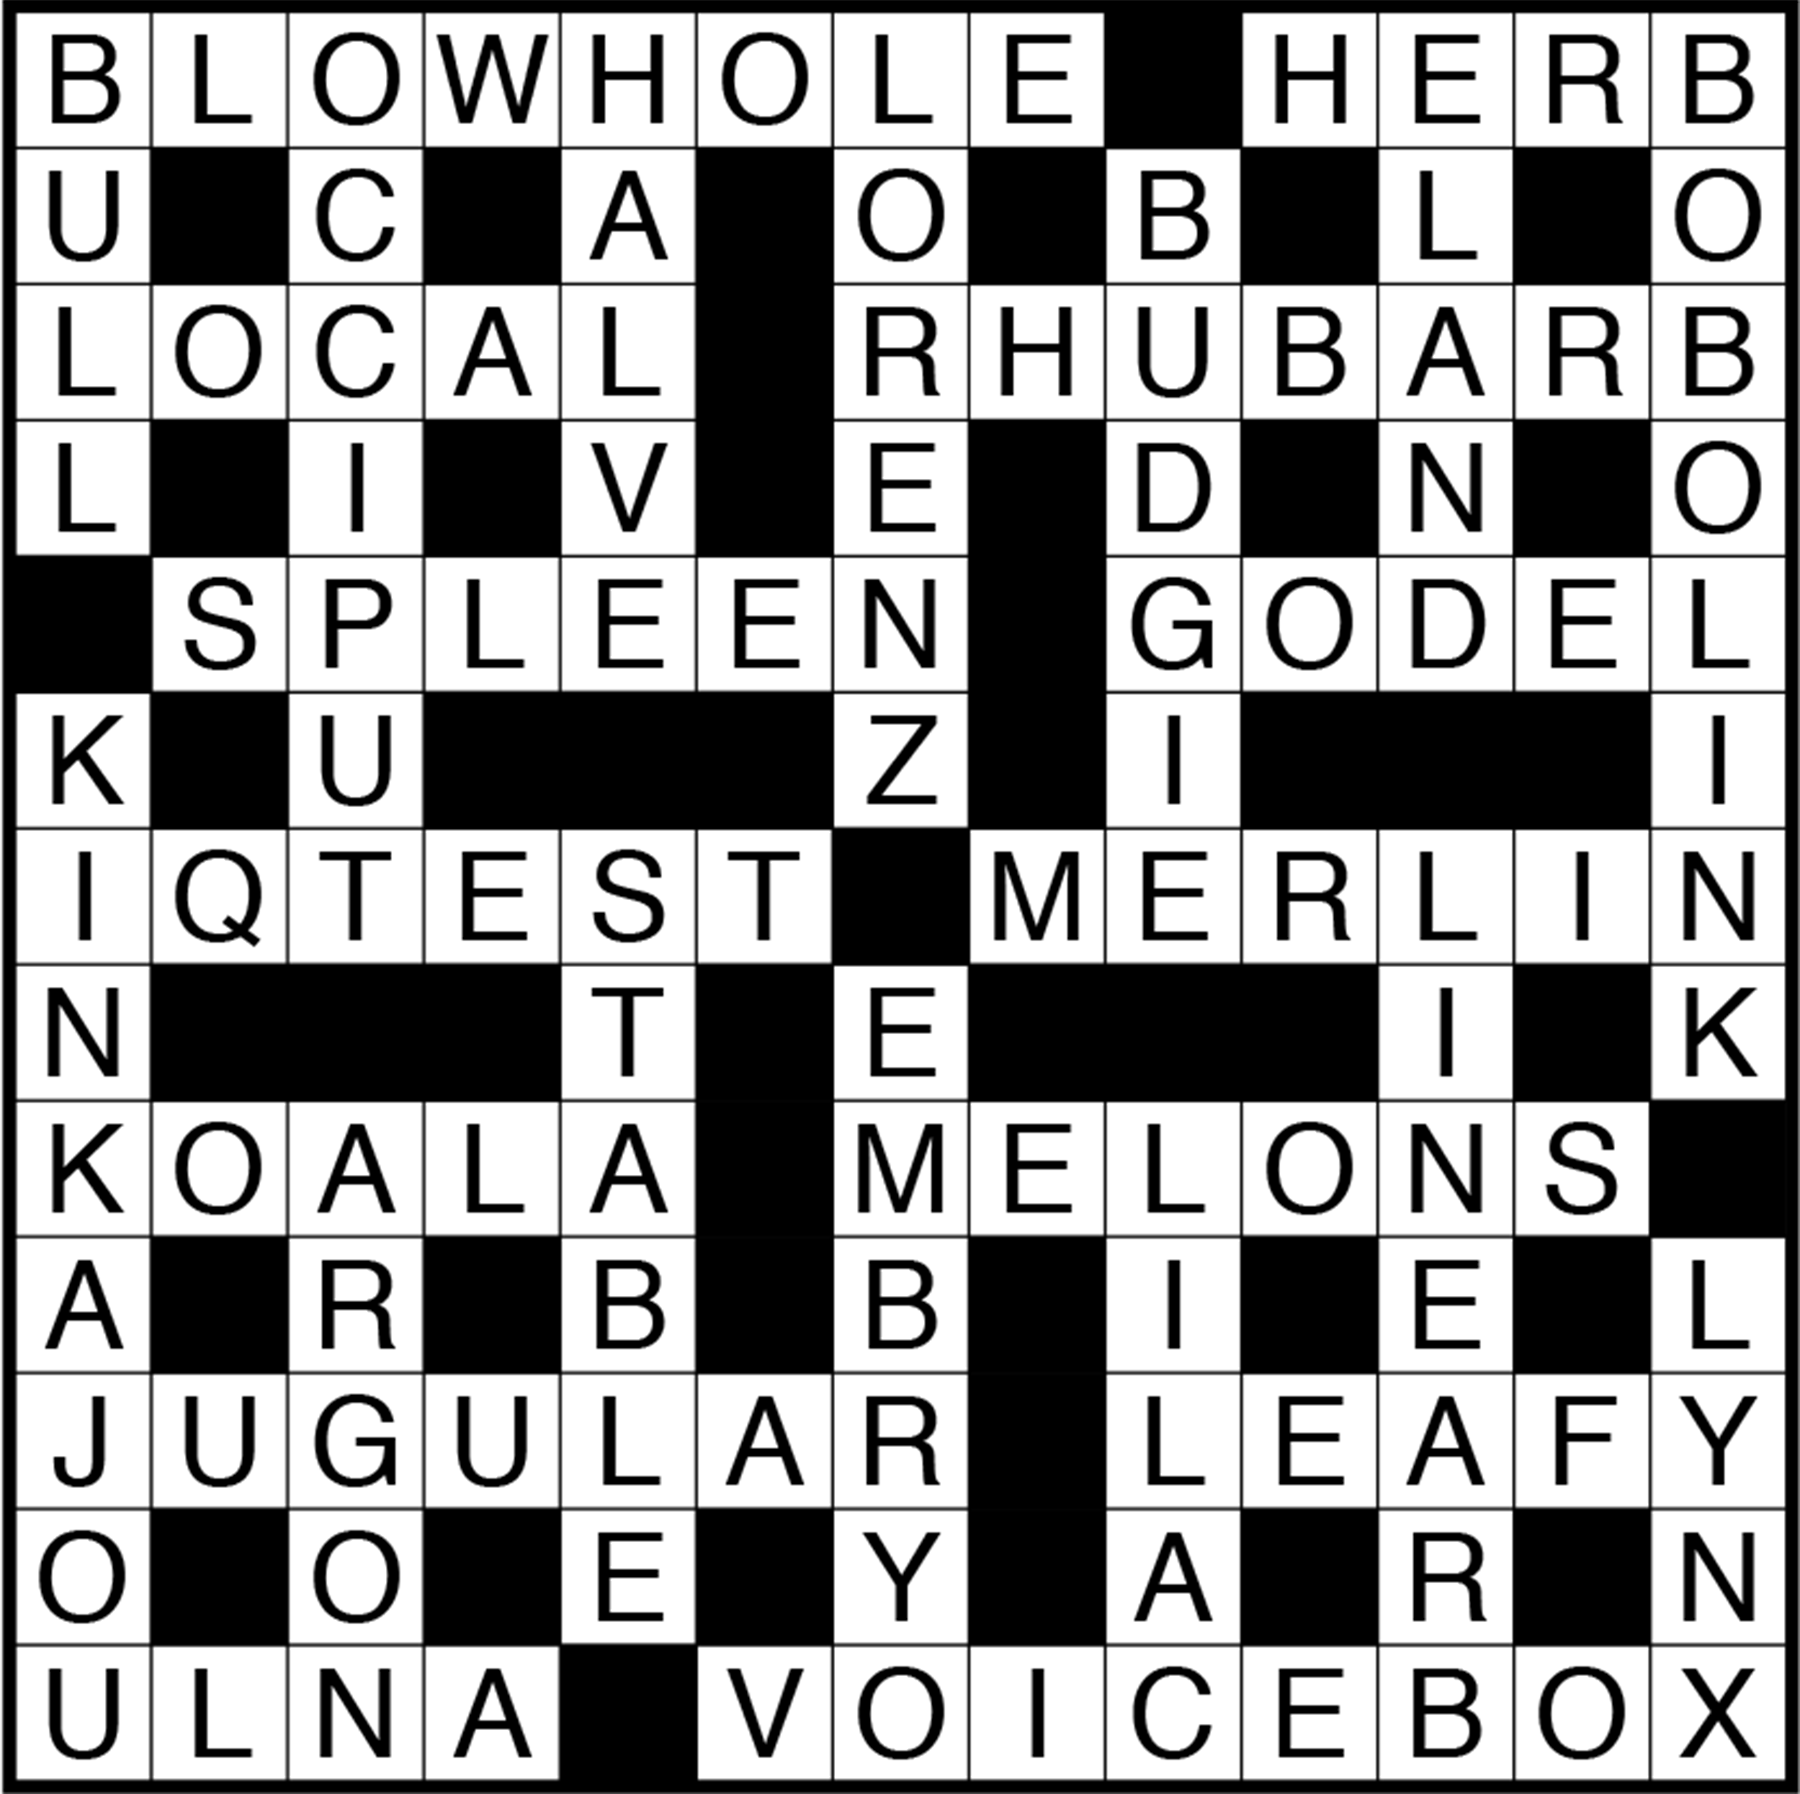 BLOWHOLE HERB
U C A O B L O
LOCAL RHUBARB
L I V E D N O
SPLEEN GODEL
K U Z I I
IQTEST MERLIN
N T E I K
KOALA MELONS
A R B B I E L
JUGULAR LEAFY
O O E Y A R N
ULNA VOICEBOX